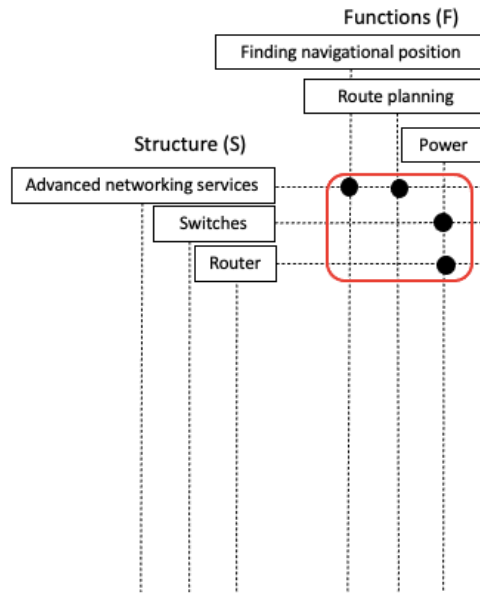 Functions (F)
Finding navigational position
Route planning
Power
Structure (S)
Advanced networking services
Switches
Router